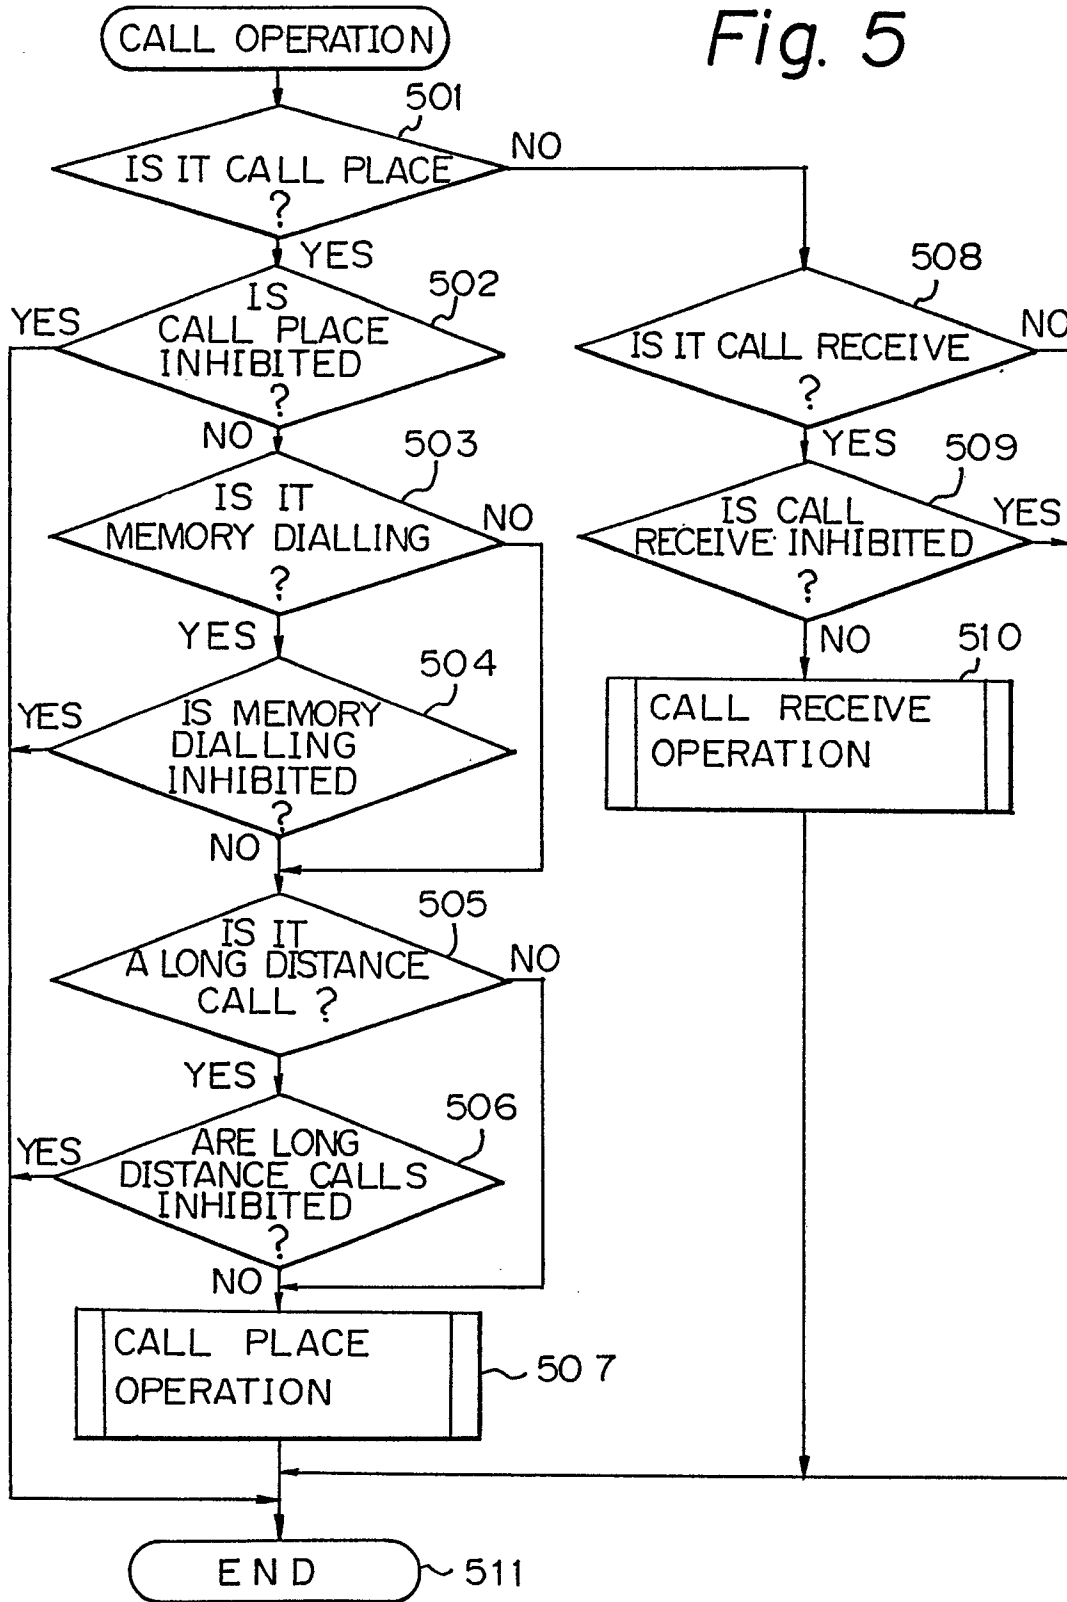 Fig. 5
CALL OPERATION
501
IS IT CALL PLACE
?
NO
YES
502
IS
CALL PLACE
INHIBITED
?
YES
NO
503
IS IT
MEMORY DIALLING
?
NO
YES
504
IS MEMORY
DIALLING
INHIBITED
?
YES
NO
505
IS IT
A LONG DISTANCE
CALL ?
NO
YES
506
ARE LONG
DISTANCE CALLS
INHIBITED
?
YES
NO
CALL PLACE
OPERATION
507
508
IS IT CALL RECEIVE
?
NO
YES
509
IS CALL
RECEIVE INHIBITED
?
YES
NO
510
CALL RECEIVE
OPERATION
END
511